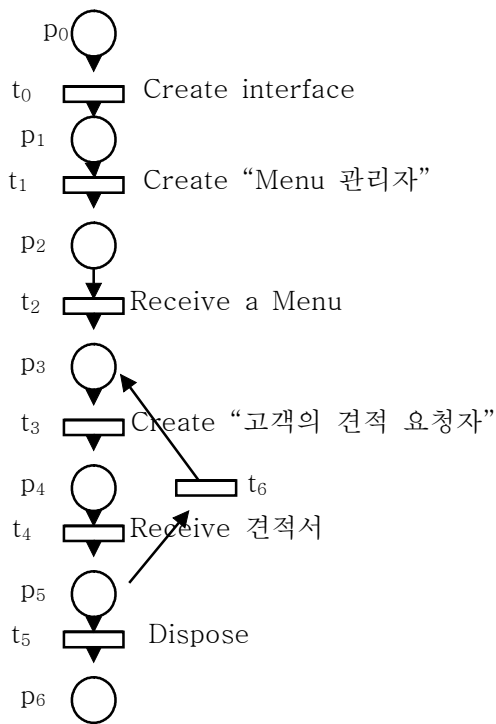 p₀
t₀ Create interface
p₁
t₁ Create “Menu 관리자”
p₂
t₂ Receive a Menu
p₃
t₃ Create “고객의 견적 요청자”
p₄ t₆
t₄ Receive 견적서
p₅
t₅ Dispose
p₆